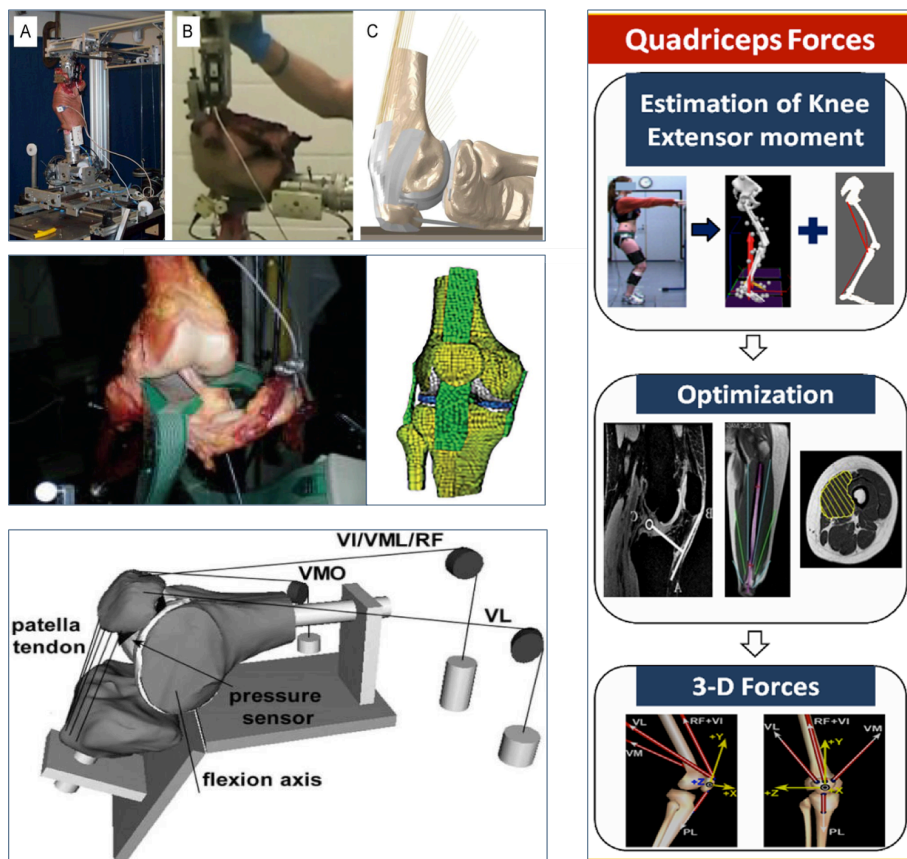 A
B
C
VI/VML/RF
VMO
VL
patella
tendon
pressure
sensor
flexion axis
Quadriceps Forces
Estimation of Knee
Extensor moment
Optimization
C
O
B
A
3-D Forces
VL
RF+VI
VM
+Y
+Z
+X
PL
VL
RF+VI
VM
+Y
+Z
+X
PL